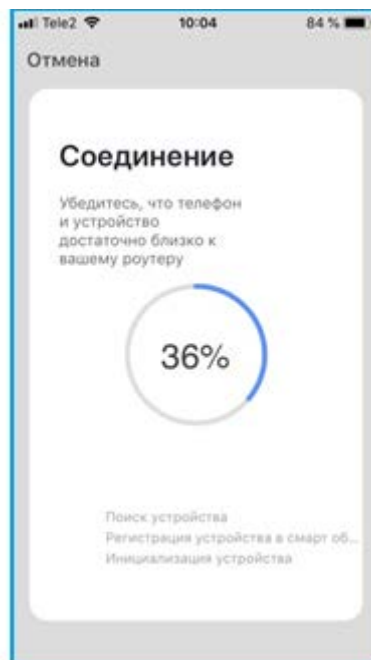 Tele2 10:04 84 %
Отмена
Соединение
Убедитесь, что телефон
и устройство
достаточно близко к
вашему роутеру
36%
Поиск устройства
Регистрация устройства в смарт об...
Инициализация устройства